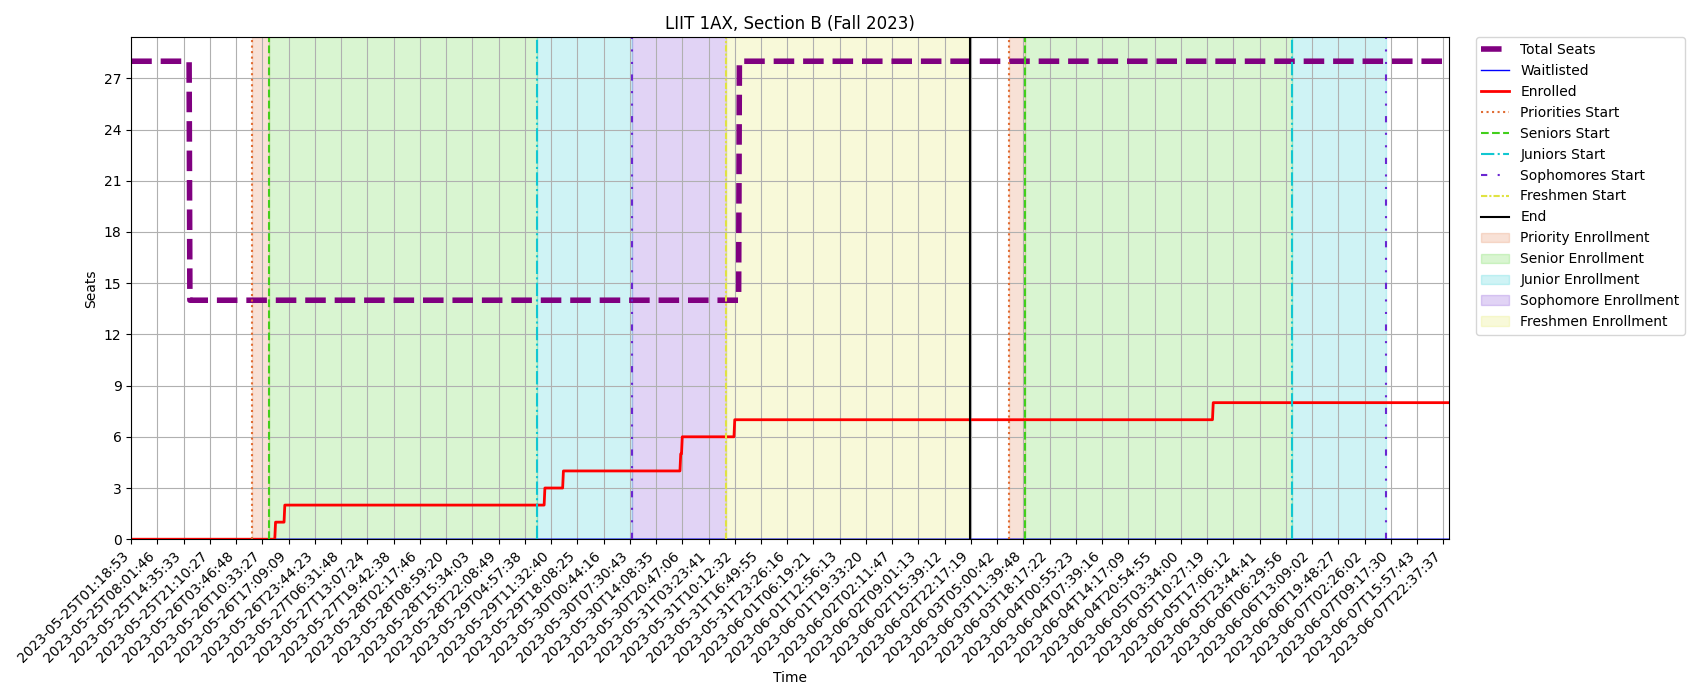 LIIT 1AX, Section B (Fall 2023)
Seats
27
24
21
18
15
12
9
6
3
0
2023-05-25T01:18:53
2023-05-25T08:01:46
2023-05-25T14:35:33
2023-05-25T21:10:27
2023-05-26T03:46:48
2023-05-26T10:33:27
2023-05-26T17:09:09
2023-05-26T23:44:23
2023-05-27T06:31:48
2023-05-27T13:07:24
2023-05-27T19:42:38
2023-05-28T02:17:46
2023-05-28T08:59:20
2023-05-28T15:34:03
2023-05-28T22:08:49
2023-05-29T04:57:38
2023-05-29T11:32:40
2023-05-29T18:08:25
2023-05-30T00:44:16
2023-05-30T07:30:43
2023-05-30T14:08:35
2023-05-30T20:47:06
2023-05-31T03:23:41
2023-05-31T10:12:32
2023-05-31T16:49:55
2023-05-31T23:26:16
2023-06-01T06:19:21
2023-06-01T12:56:13
2023-06-01T19:33:20
2023-06-02T02:11:47
2023-06-02T09:01:13
2023-06-02T15:39:12
2023-06-02T22:17:19
2023-06-03T05:00:42
2023-06-03T11:39:48
2023-06-03T18:17:22
2023-06-04T00:55:23
2023-06-04T07:39:16
2023-06-04T14:17:09
2023-06-04T20:54:55
2023-06-05T03:34:00
2023-06-05T10:27:19
2023-06-05T17:06:12
2023-06-05T23:44:41
2023-06-06T06:29:56
2023-06-06T13:09:02
2023-06-06T19:48:27
2023-06-07T02:26:02
2023-06-07T09:17:30
2023-06-07T15:57:43
2023-06-07T22:37:37
Time
Total Seats
Waitlisted
Enrolled
Priorities Start
Seniors Start
Juniors Start
Sophomores Start
Freshmen Start
End
Priority Enrollment
Senior Enrollment
Junior Enrollment
Sophomore Enrollment
Freshmen Enrollment